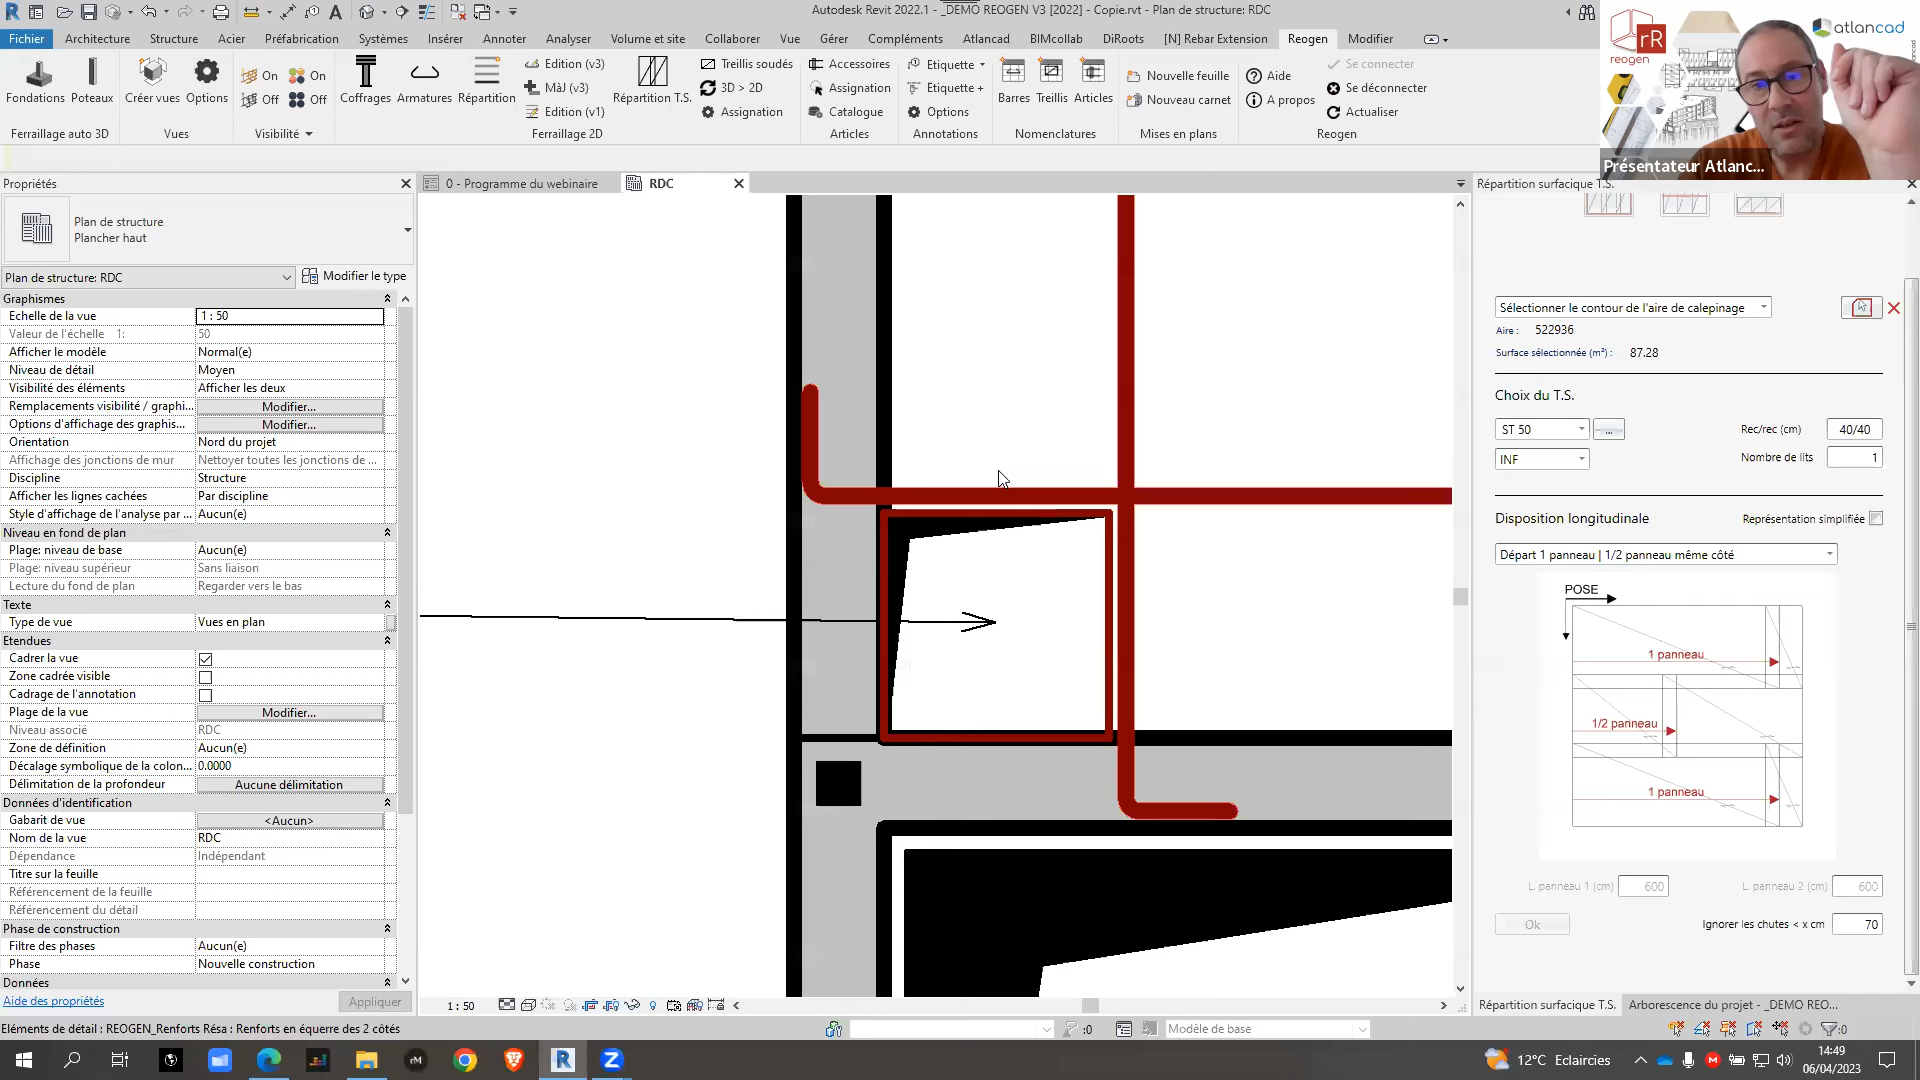 Autodesk Revit 2022.1 - _DEMO REOGEN V3 [2022] - Copie.rvt - Plan de structure: RDC
Fichier Architecture Structure Acier Préfabrication Systèmes Insérer Annoter Analyser Volume et site Collaborer Vue Gérer Compléments Atlancad BIMcollab DiRoots [N] Rebar Extension Reogen Modifier
reogen
atlancad
Fondations Poteaux Créer vues Options On Off On Off
Coffrages Armatures Répartition Edition (v3) MàJ (v3) Edition (v1) Répartition T.S. Treillis soudés 3D > 2D Assignation
Accessoires Assignation Catalogue
Etiquette Etiquette + Options
Barres Treillis Articles
Nouvelle feuille Nouveau carnet
Aide A propos
Se connecter Se déconnecter Actualiser
Ferraillage auto 3D Vues Visibilité Ferraillage 2D Articles Annotations Nomenclatures Mises en plans Reogen
Présentateur Atlanc...
Propriétés
0 - Programme du webinaire RDC
Plan de structure
Plancher haut
Plan de structure: RDC Modifier le type
Graphismes
Echelle de la vue 1 : 50
Valeur de l'échelle 1: 50
Afficher le modèle Normal(e)
Niveau de détail Moyen
Visibilité des éléments Afficher les deux
Remplacements visibilité / graphi... Modifier...
Options d'affichage des graphis... Modifier...
Orientation Nord du projet
Affichage des jonctions de mur Nettoyer toutes les jonctions de ...
Discipline Structure
Afficher les lignes cachées Par discipline
Style d'affichage de l'analyse par ... Aucun(e)
Niveau en fond de plan
Plage: niveau de base Aucun(e)
Plage: niveau supérieur Sans liaison
Lecture du fond de plan Regarder vers le bas
Texte
Type de vue Vues en plan
Etendues
Cadrer la vue
Zone cadrée visible
Cadrage de l'annotation
Plage de la vue Modifier...
Niveau associé RDC
Zone de définition Aucun(e)
Décalage symbolique de la colon... 0.0000
Délimitation de la profondeur Aucune délimitation
Données d'identification
Gabarit de vue <Aucun>
Nom de la vue RDC
Dépendance Indépendant
Titre sur la feuille
Référencement de la feuille
Référencement du détail
Phase de construction
Filtre des phases Aucun(e)
Phase Nouvelle construction
Données
Aide des propriétés Appliquer
1 : 50
Répartition surfacique T.S.
Sélectionner le contour de l'aire de calepinage
Aire : 522936
Surface sélectionnée (m²) : 87.28
Choix du T.S.
ST 50 ... Rec/rec (cm) 40/40
INF Nombre de lits 1
Disposition longitudinale Représentation simplifiée
Départ 1 panneau | 1/2 panneau même côté
POSE
1 panneau
1/2 panneau
1 panneau
L. panneau 1 (cm) 600 L. panneau 2 (cm) 600
Ok Ignorer les chutes < x cm 70
Répartition surfacique T.S. Arborescence du projet - _DEMO REO...
Eléments de détail : REOGEN_Renforts Résa : Renforts en équerre des 2 côtés
:0 Modèle de base :0
12°C Eclaircies
14:49
06/04/2023